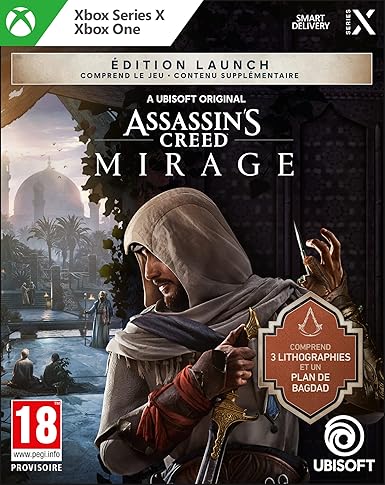 Xbox Series X
Xbox One
SMART
DELIVERY
SERIES
X
ÉDITION LAUNCH
COMPREND LE JEU • CONTENU SUPPLÉMENTAIRE
A UBISOFT ORIGINAL
ASSASSIN'S
CREED
MIRAGE
COMPREND
3 LITHOGRAPHIES
ET UN
PLAN DE
BAGDAD
18
www.pegi.info
PROVISOIRE
UBISOFT